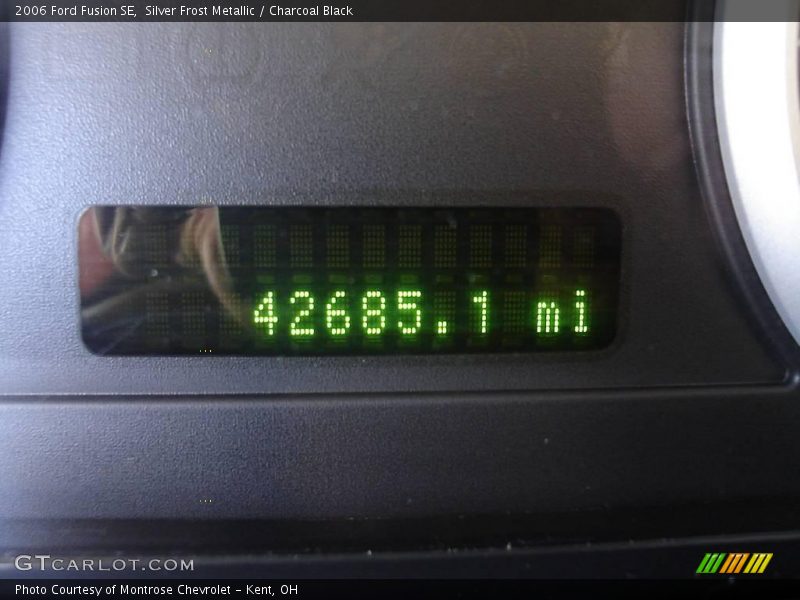 2006 Ford Fusion SE,  Silver Frost Metallic / Charcoal Black
42685.1 mi
GTCARLOT.COM
Photo Courtesy of Montrose Chevrolet – Kent, OH